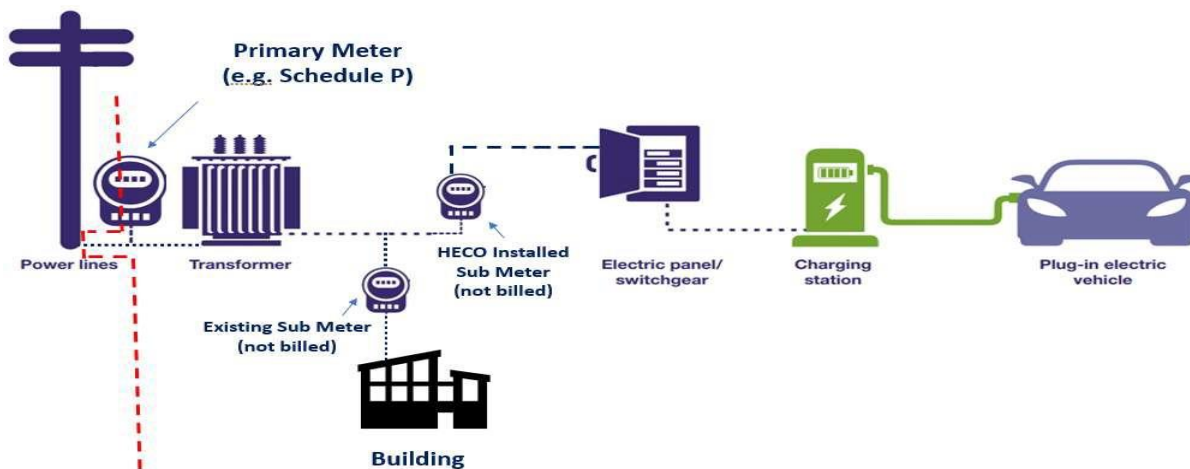 Primary Meter
(e.g. Schedule P)
Power lines
Transformer
HECO Installed
Sub Meter
(not billed)
Electric panel/
switchgear
Charging
station
Plug-in electric
vehicle
Existing Sub Meter
(not billed)
Building